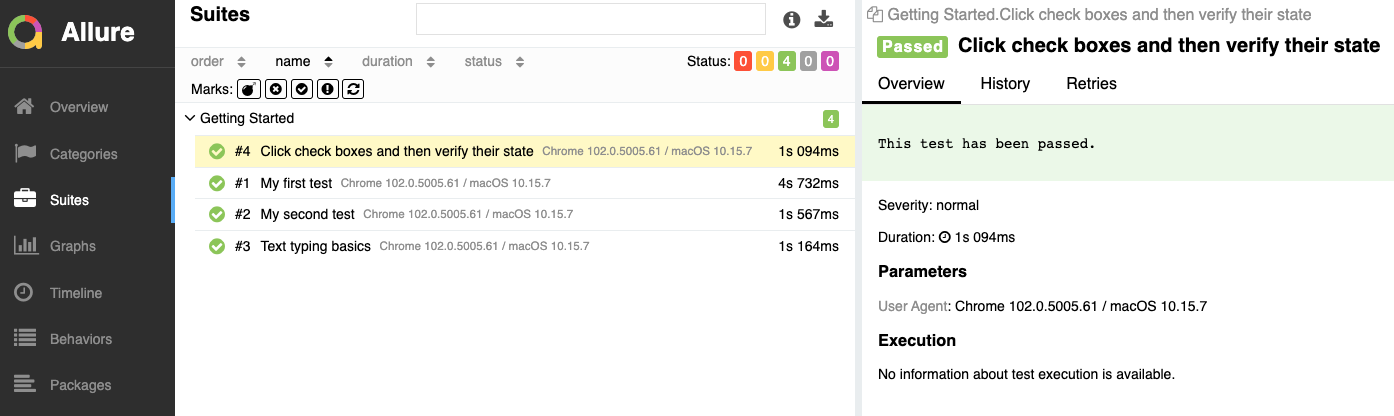 Allure
Overview
Categories
Suites
Graphs
Timeline
Behaviors
Packages
Suites
order name duration status Status: 0 0 4 0 0
Marks:
Getting Started 4
#4 Click check boxes and then verify their state Chrome 102.0.5005.61 / macOS 10.15.7 1s 094ms
#1 My first test Chrome 102.0.5005.61 / macOS 10.15.7 4s 732ms
#2 My second test Chrome 102.0.5005.61 / macOS 10.15.7 1s 567ms
#3 Text typing basics Chrome 102.0.5005.61 / macOS 10.15.7 1s 164ms
Getting Started.Click check boxes and then verify their state
Passed Click check boxes and then verify their state
Overview History Retries
This test has been passed.
Severity: normal
Duration: 1s 094ms
Parameters
User Agent: Chrome 102.0.5005.61 / macOS 10.15.7
Execution
No information about test execution is available.